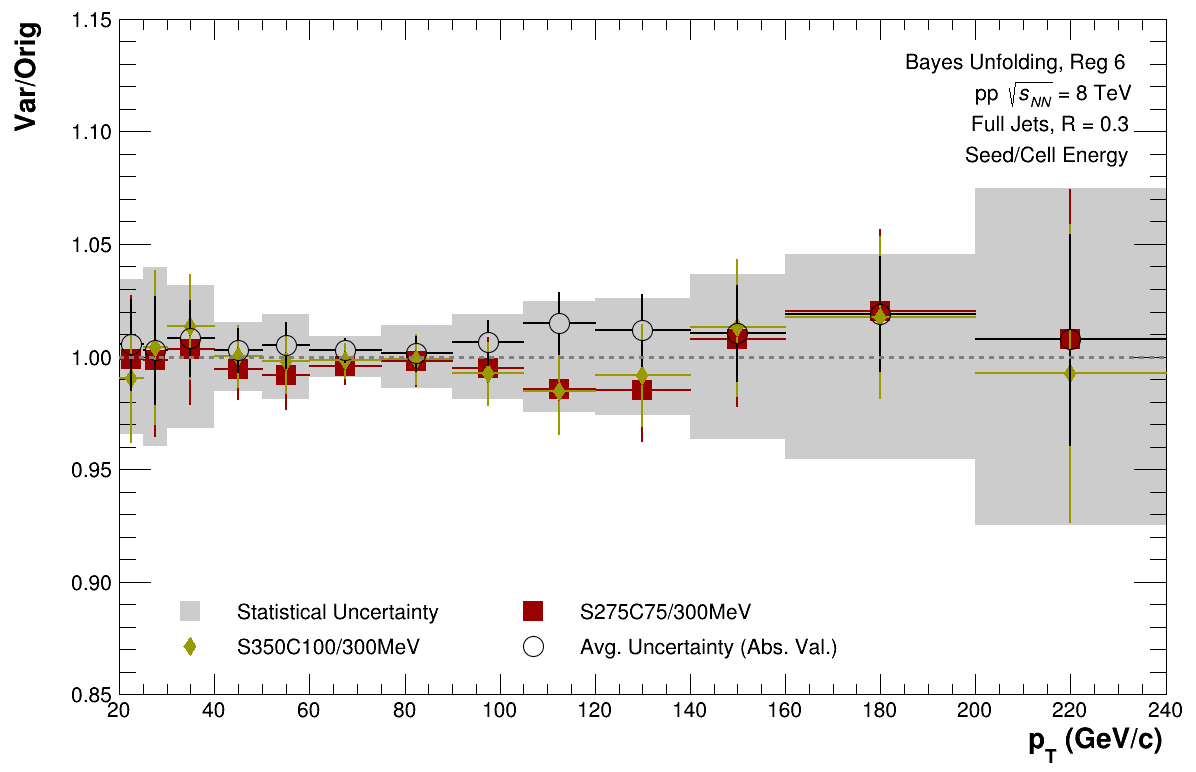 Var/Orig
1.15
1.10
1.05
1.00
0.95
0.90
0.85
Bayes Unfolding, Reg 6
pp √s_NN = 8 TeV
Full Jets, R = 0.3
Seed/Cell Energy
Statistical Uncertainty
S275C75/300MeV
S350C100/300MeV
Avg. Uncertainty (Abs. Val.)
20 40 60 80 100 120 140 160 180 200 220 240
p_T (GeV/c)